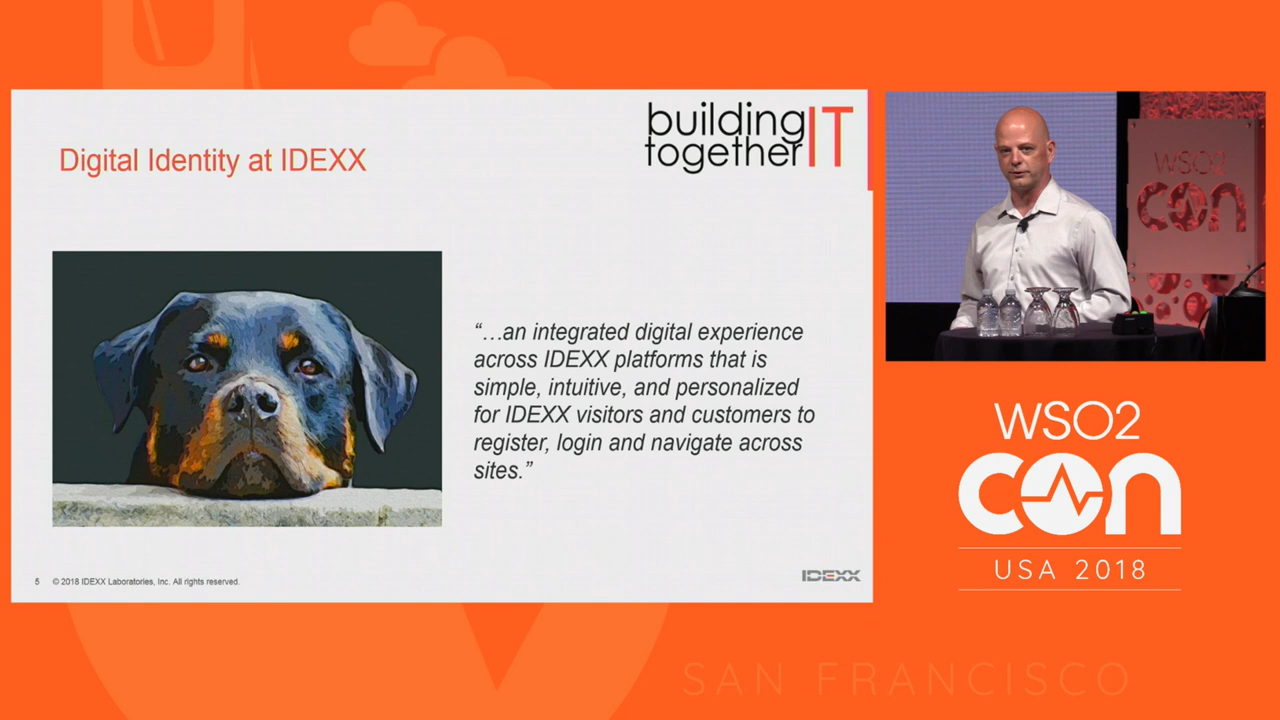 Digital Identity at IDEXX
building
together IT
“…an integrated digital experience
across IDEXX platforms that is
simple, intuitive, and personalized
for IDEXX visitors and customers to
register, login and navigate across
sites.”
5 © 2018 IDEXX Laboratories, Inc. All rights reserved.
IDEXX
WSO2
con
WSO2
con
USA 2018
SAN FRANCISCO